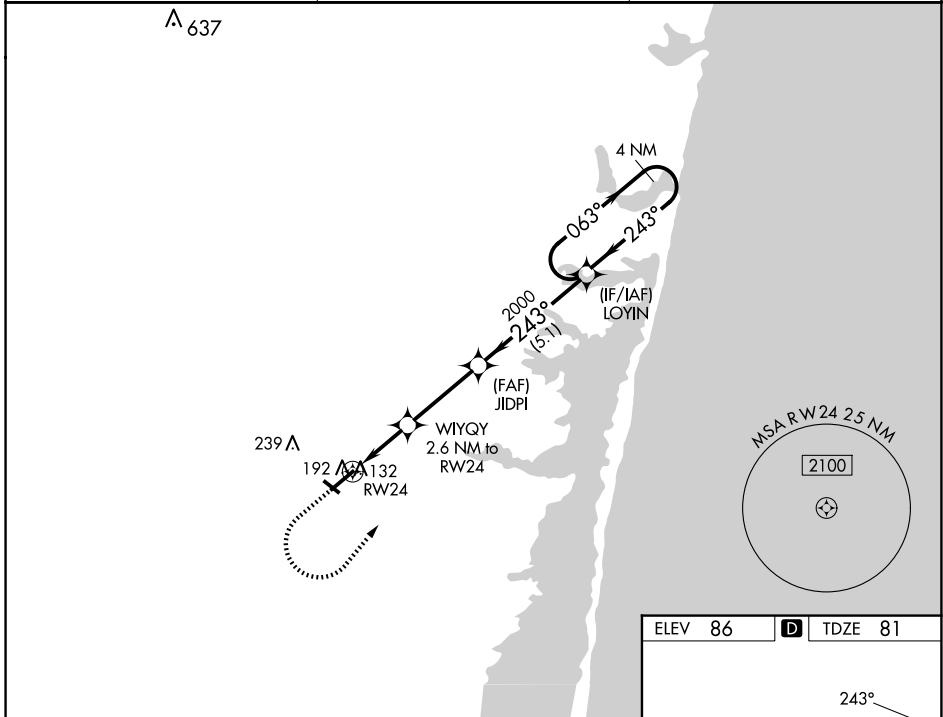 637
4 NM
063°
243°
(IF/IAF)
LOYIN
2000
243°
(5.1)
(FAF)
JIDPI
WIYQY
2.6 NM to
RW24
239
192
132
RW24
MSA RW24 25 NM
2100
ELEV 86 D TDZE 81
243°